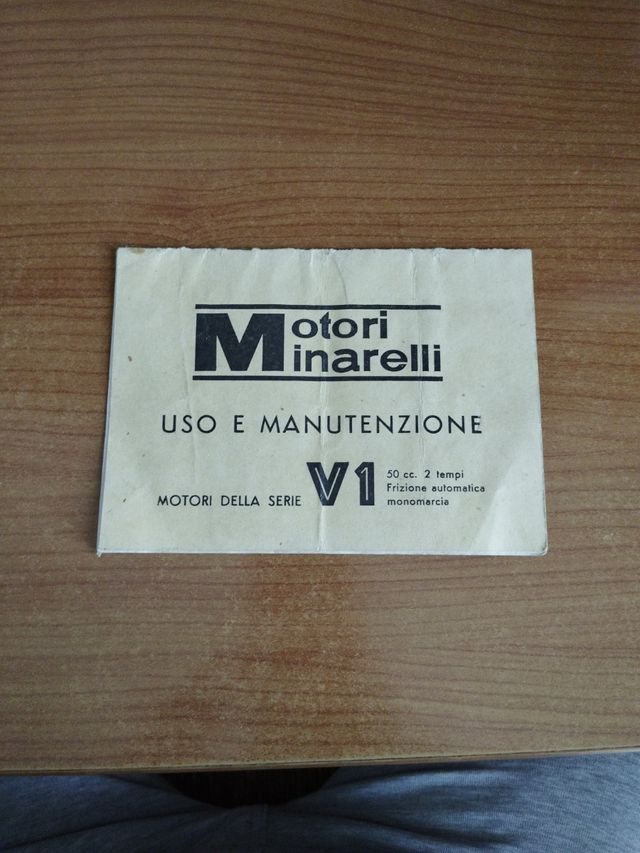 Motori
Minarelli
USO E MANUTENZIONE
MOTORI DELLA SERIE V1
50 cc. 2 tempi
Frizione automatica
monomarcia